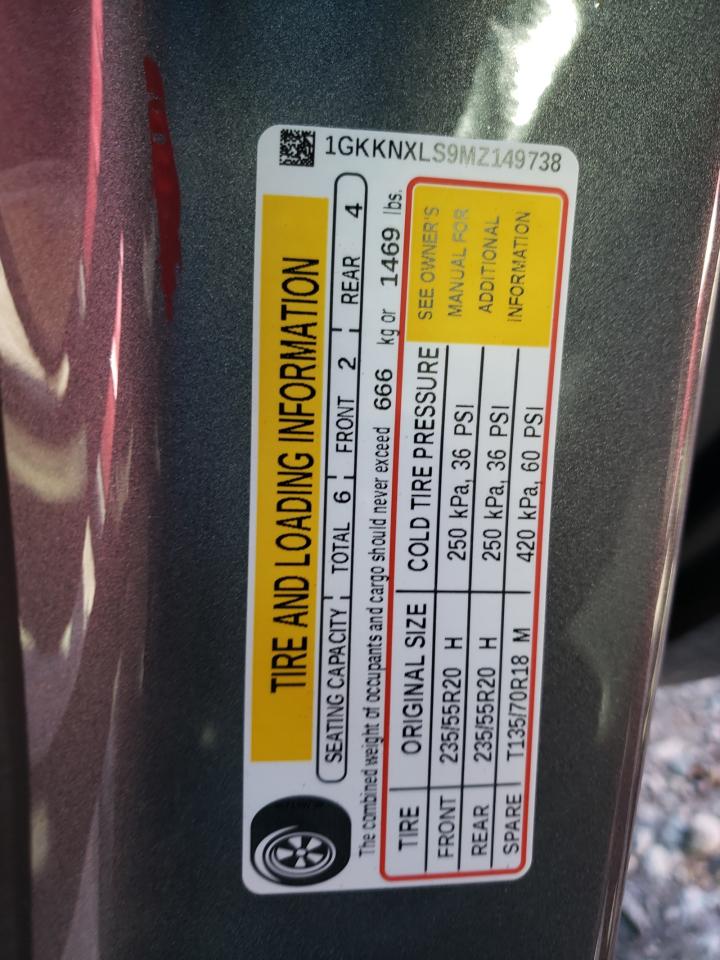 1GKKNXLS9MZ149738
TIRE AND LOADING INFORMATION
SEATING CAPACITY TOTAL 6 FRONT 2 REAR 4
The combined weight of occupants and cargo should never exceed 666 kg or 1469 lbs.
TIRE ORIGINAL SIZE COLD TIRE PRESSURE
FRONT 235/55R20 H 250 kPa, 36 PSI
REAR 235/55R20 H 250 kPa, 36 PSI
SPARE T135/70R18 M 420 kPa, 60 PSI
SEE OWNER'S
MANUAL FOR
ADDITIONAL
INFORMATION